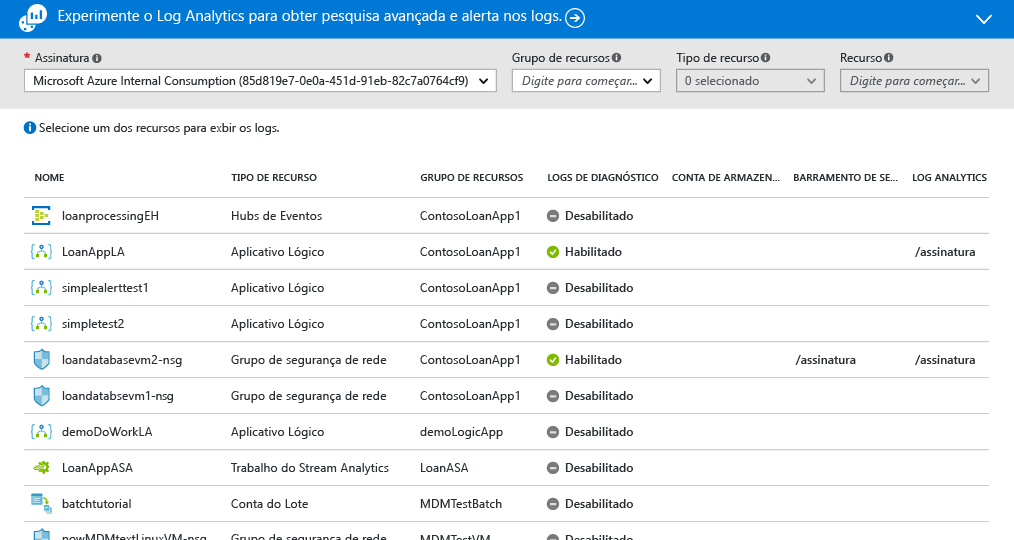 Experimente o Log Analytics para obter pesquisa avançada e alerta nos logs.
* Assinatura Grupo de recursos Tipo de recurso Recurso
Microsoft Azure Internal Consumption (85d819e7-0e0a-451d-91eb-82c7a0764cf9) Digite para começar... 0 selecionado Digite para começar...
Selecione um dos recursos para exbir os logs.
NOME TIPO DE RECURSO GRUPO DE RECURSOS LOGS DE DIAGNÓSTICO CONTA DE ARMAZEN... BARRAMENTO DE SE... LOG ANALYTICS
loanprocessingEH Hubs de Eventos ContosoLoanApp1 Desabilitado
LoanAppLA Aplicativo Lógico ContosoLoanApp1 Habilitado /assinatura
simplealerttest1 Aplicativo Lógico ContosoLoanApp1 Desabilitado
simpletest2 Aplicativo Lógico ContosoLoanApp1 Desabilitado
loandatabasevm2-nsg Grupo de segurança de rede ContosoLoanApp1 Habilitado /assinatura /assinatura
loandatabsevm1-nsg Grupo de segurança de rede ContosoLoanApp1 Desabilitado
demoDoWorkLA Aplicativo Lógico demoLogicApp Desabilitado
LoanAppASA Trabalho do Stream Analytics LoanASA Desabilitado
batchtutorial Conta do Lote MDMTestBatch Desabilitado
nowMDMtextLinuxVM-nsg Grupo de segurança de rede MDMTestVM Desabilitado